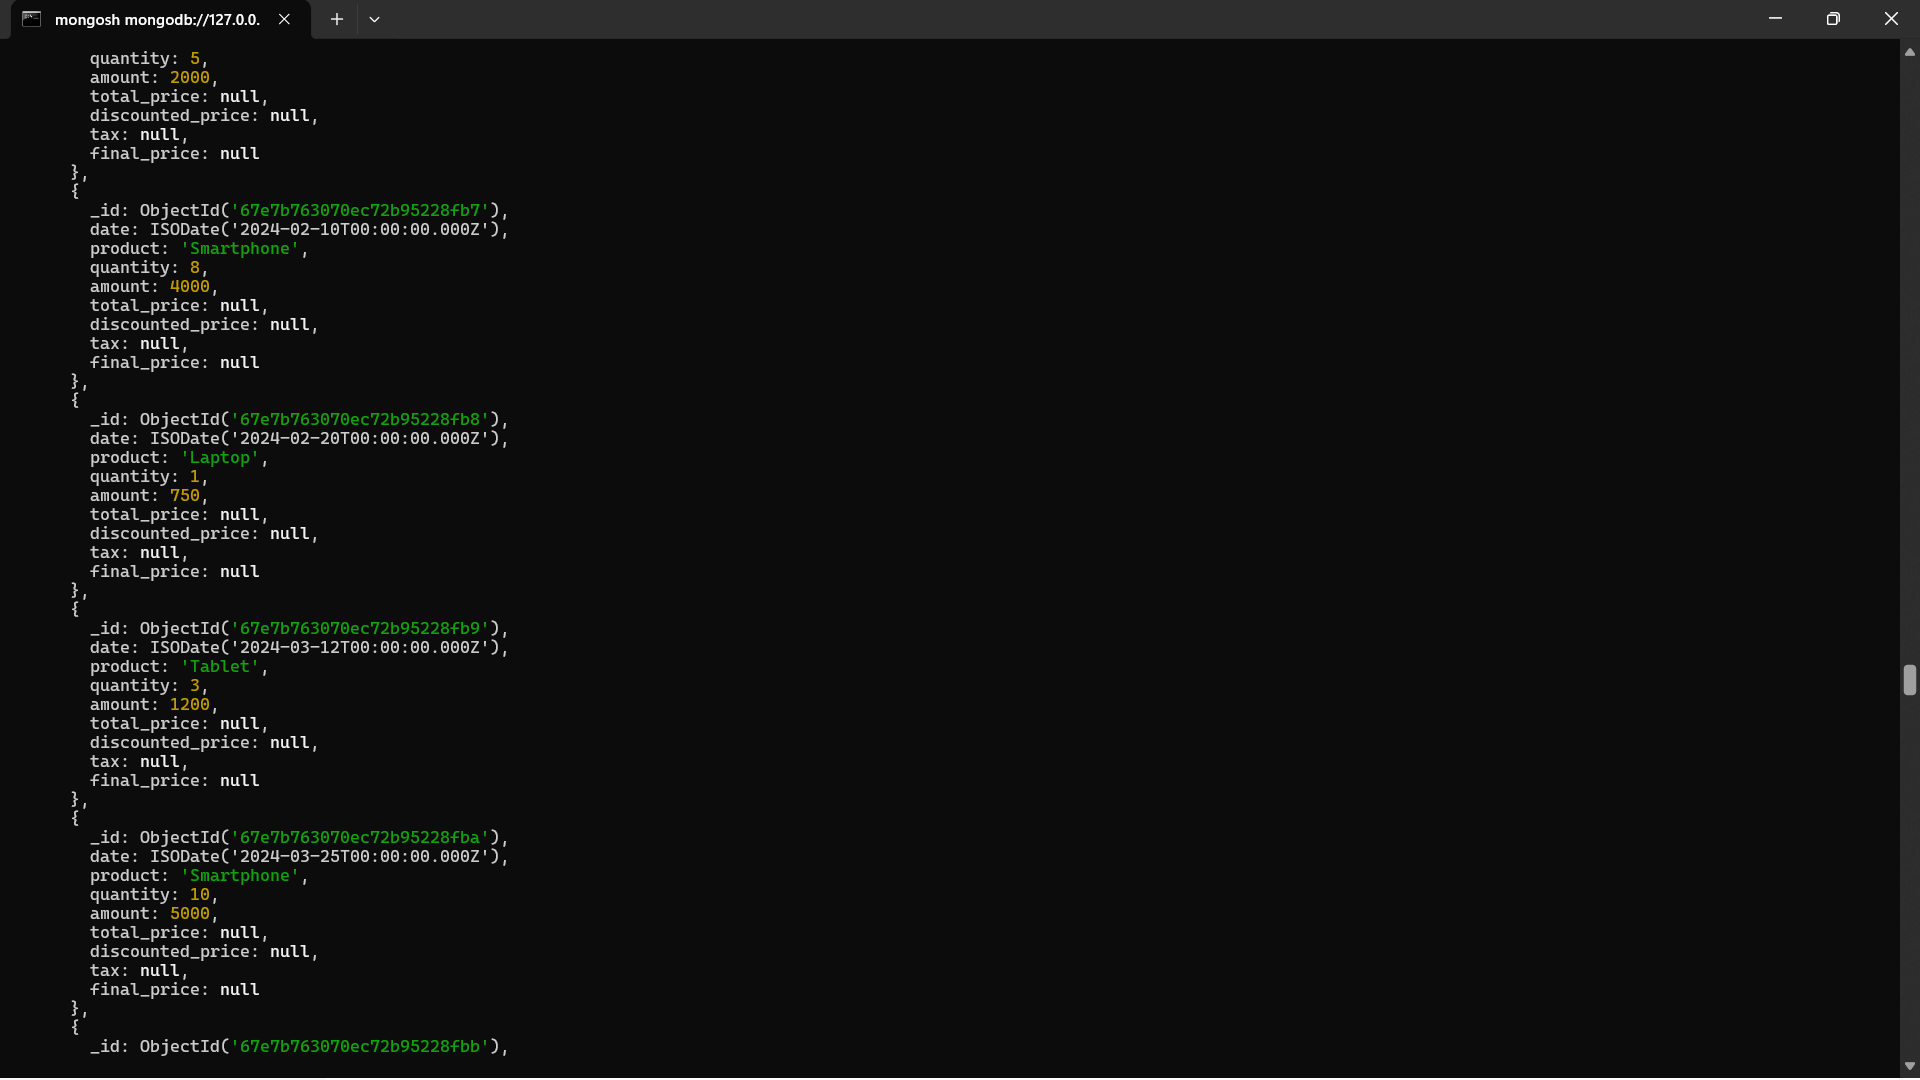 mongosh mongodb://127.0.0.
quantity: 5,
amount: 2000,
total_price: null,
discounted_price: null,
tax: null,
final_price: null
},
{
_id: ObjectId('67e7b763070ec72b95228fb7'),
date: ISODate('2024-02-10T00:00:00.000Z'),
product: 'Smartphone',
quantity: 8,
amount: 4000,
total_price: null,
discounted_price: null,
tax: null,
final_price: null
},
{
_id: ObjectId('67e7b763070ec72b95228fb8'),
date: ISODate('2024-02-20T00:00:00.000Z'),
product: 'Laptop',
quantity: 1,
amount: 750,
total_price: null,
discounted_price: null,
tax: null,
final_price: null
},
{
_id: ObjectId('67e7b763070ec72b95228fb9'),
date: ISODate('2024-03-12T00:00:00.000Z'),
product: 'Tablet',
quantity: 3,
amount: 1200,
total_price: null,
discounted_price: null,
tax: null,
final_price: null
},
{
_id: ObjectId('67e7b763070ec72b95228fba'),
date: ISODate('2024-03-25T00:00:00.000Z'),
product: 'Smartphone',
quantity: 10,
amount: 5000,
total_price: null,
discounted_price: null,
tax: null,
final_price: null
},
{
_id: ObjectId('67e7b763070ec72b95228fbb'),